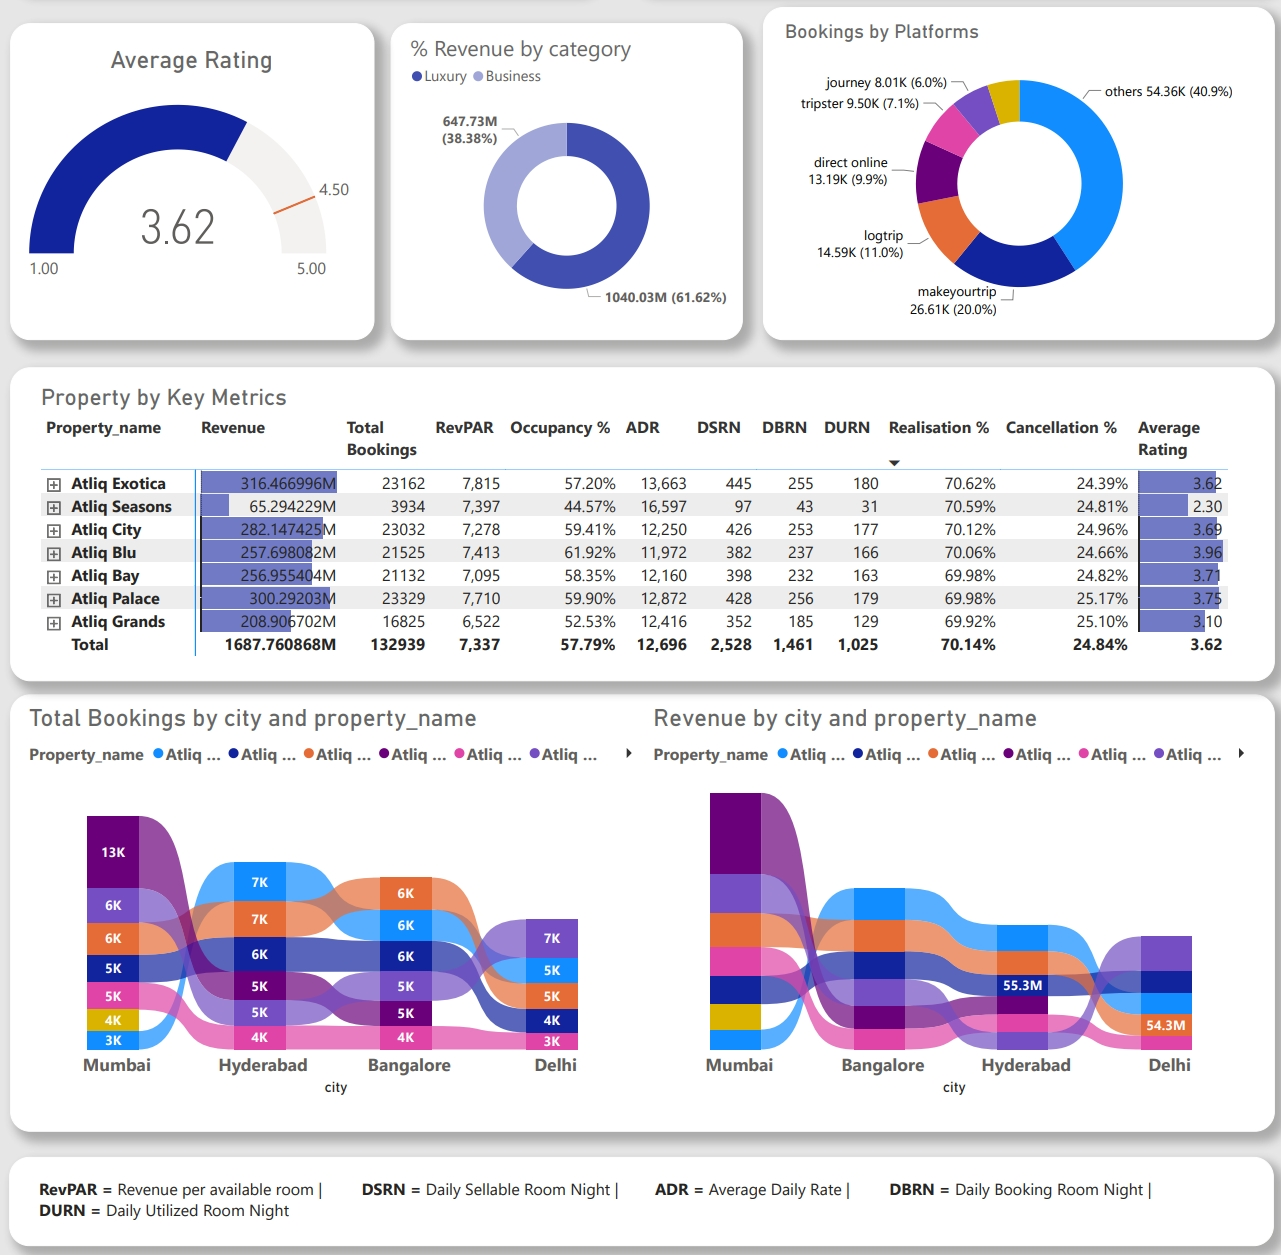 Average Rating
4.50
3.62
1.00
5.00
% Revenue by category
Luxury
Business
647.73M
(38.38%)
1040.03M (61.62%)
Bookings by Platforms
journey 8.01K (6.0%)
others 54.36K (40.9%)
tripster 9.50K (7.1%)
direct online
13.19K (9.9%)
logtrip
14.59K (11.0%)
makeyourtrip
26.61K (20.0%)
Property by Key Metrics
Property_name Revenue Total Bookings RevPAR Occupancy % ADR DSRN DBRN DURN Realisation % Cancellation % Average Rating
Atliq Exotica 316.466996M 23162 7,815 57.20% 13,663 445 255 180 70.62% 24.39% 3.62
Atliq Seasons 65.294229M 3934 7,397 44.57% 16,597 97 43 31 70.59% 24.81% 2.30
Atliq City 282.147425M 23032 7,278 59.41% 12,250 426 253 177 70.12% 24.96% 3.69
Atliq Blu 257.698082M 21525 7,413 61.92% 11,972 382 237 166 70.06% 24.66% 3.96
Atliq Bay 256.955404M 21132 7,095 58.35% 12,160 398 232 163 69.98% 24.82% 3.71
Atliq Palace 300.29203M 23329 7,710 59.90% 12,872 428 256 179 69.98% 25.17% 3.75
Atliq Grands 208.906702M 16825 6,522 52.53% 12,416 352 185 129 69.92% 25.10% 3.10
Total 1687.760868M 132939 7,337 57.79% 12,696 2,528 1,461 1,025 70.14% 24.84% 3.62
Total Bookings by city and property_name
Property_name Atliq ... Atliq ... Atliq ... Atliq ... Atliq ... Atliq ...
13K
6K
6K
5K
5K
4K
3K
7K
7K
6K
5K
5K
4K
6K
6K
6K
5K
5K
4K
7K
5K
5K
4K
3K
Mumbai Hyderabad Bangalore Delhi
city
Revenue by city and property_name
Property_name Atliq ... Atliq ... Atliq ... Atliq ... Atliq ... Atliq ...
55.3M
54.3M
Mumbai Bangalore Hyderabad Delhi
city
RevPAR = Revenue per available room | DSRN = Daily Sellable Room Night | ADR = Average Daily Rate | DBRN = Daily Booking Room Night |
DURN = Daily Utilized Room Night